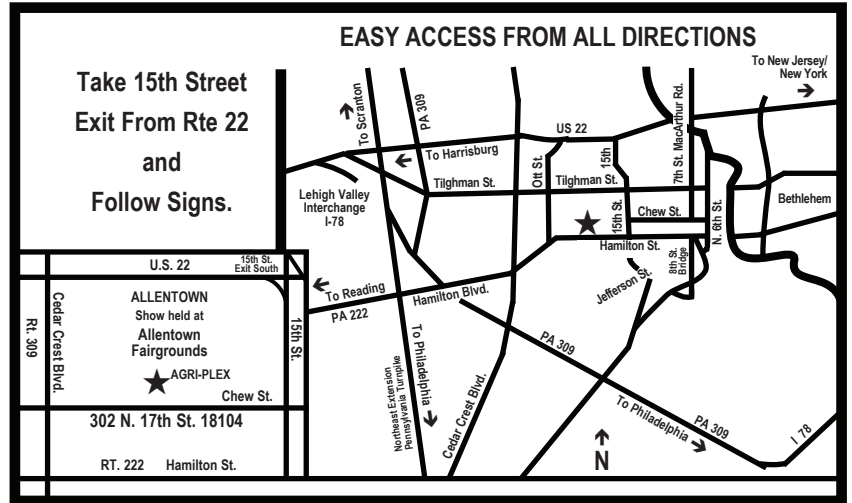 EASY ACCESS FROM ALL DIRECTIONS
Take 15th Street
Exit From Rte 22
and
Follow Signs.
To New Jersey/
New York
To Scranton
PA 309
US 22
15th
7th St. MacArthur Rd.
To Harrisburg
Ott St.
Tilghman St.
Tilghman St.
Lehigh Valley
Interchange
I-78
Bethlehem
15th St.
Chew St.
N. 6th St.
Hamilton St.
8th St.
Bridge
Jefferson St.
To Reading
PA 222
Hamilton Blvd.
To Philadelphia
Northeast Extension
Pennsylvania Turnpike
Cedar Crest Blvd.
PA 309
To Philadelphia
PA 309
I 78
N
U.S. 22
15th St.
Exit South
Rt. 309
Cedar Crest Blvd.
ALLENTOWN
Show held at
Allentown
Fairgrounds
AGRI-PLEX
15th St.
Chew St.
302 N. 17th St. 18104
RT. 222 Hamilton St.